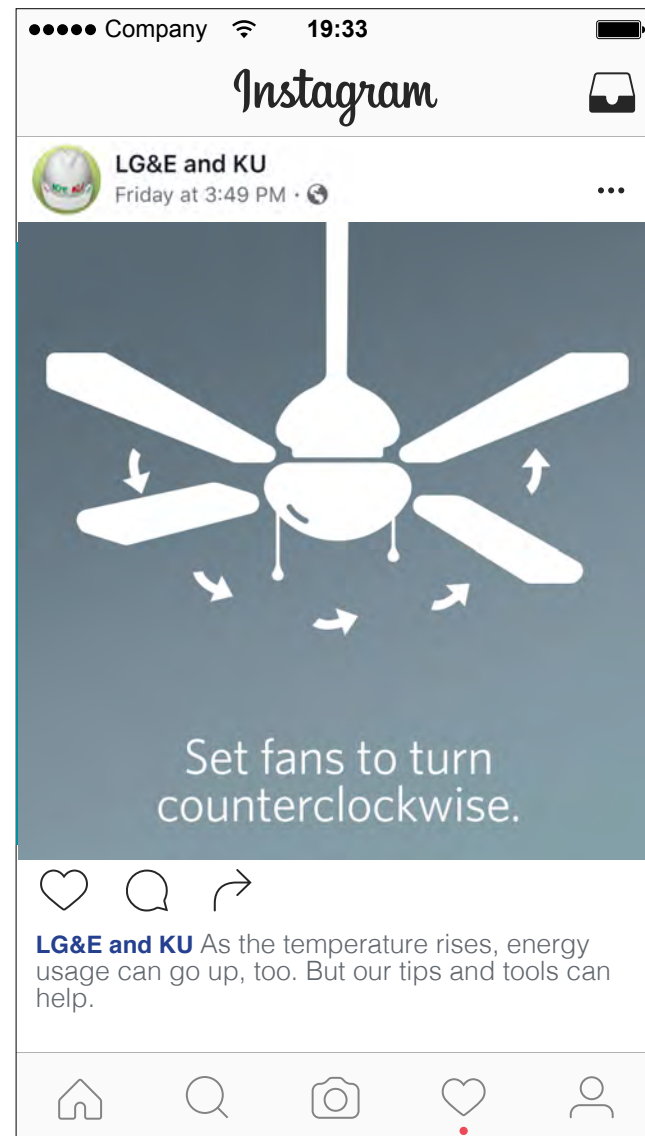 Company 19:33
Instagram
LG&E and KU
Friday at 3:49 PM ·
Set fans to turn
counterclockwise.
LG&E and KU As the temperature rises, energy
usage can go up, too. But our tips and tools can
help.